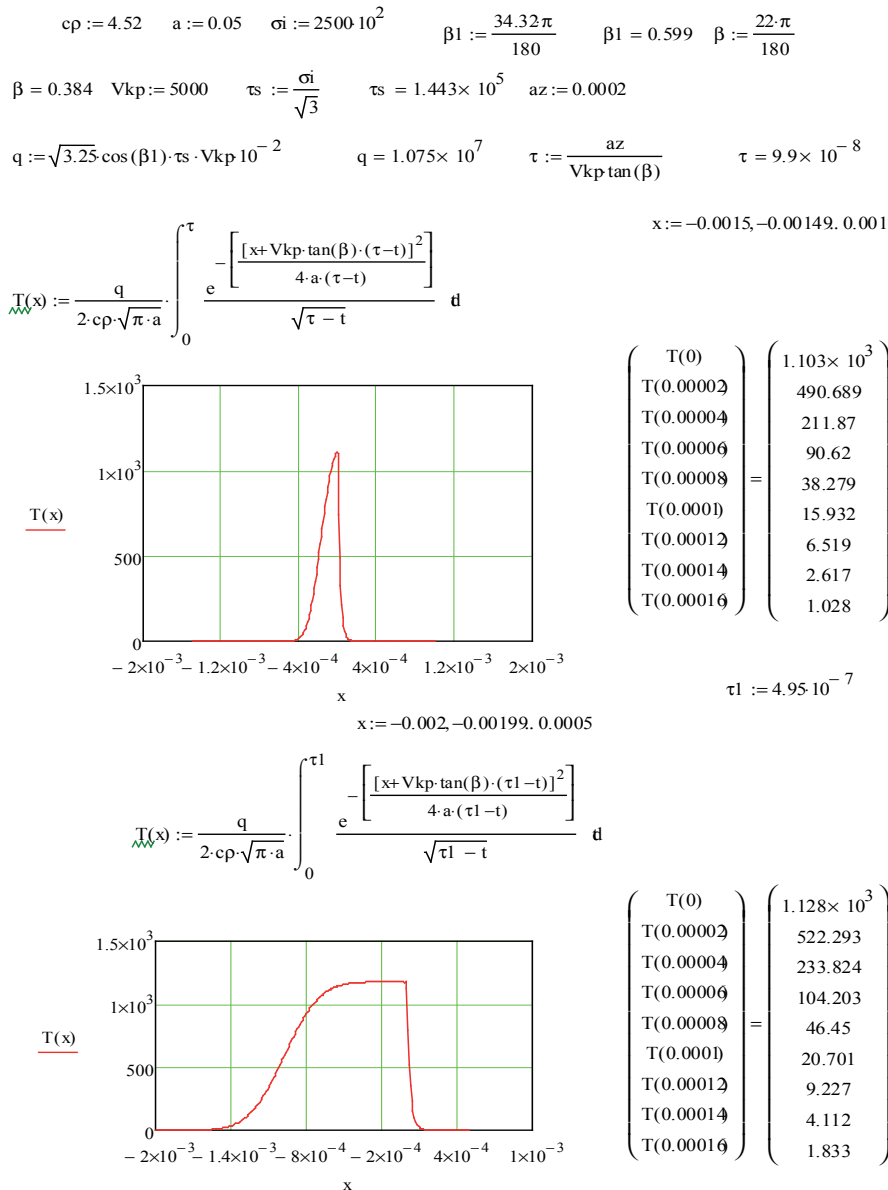 cρ := 4.52 a := 0.05 σi := 2500·10^2 β1 := 34.32·π/180 β1 = 0.599 β := 22·π/180
β = 0.384 Vkp := 5000 τs := σi/√3 τs = 1.443×10^5 az := 0.0002
q := √3.25·cos(β1)·τs·Vkp·10^-2 q = 1.075×10^7 τ := az/(Vkp·tan(β)) τ = 9.9×10^-8
x := -0.0015, -0.00149.. 0.001
T(x) := q/(2·cρ·√(π·a)) · ∫_0^τ e^(-[[x+Vkp·tan(β)·(τ-t)]^2/(4·a·(τ-t))])/√(τ-t) dt
T(0) 1.103×10^3
T(0.00002) 490.689
T(0.00004) 211.87
T(0.00006) 90.62
T(0.00008) = 38.279
T(0.0001) 15.932
T(0.00012) 6.519
T(0.00014) 2.617
T(0.00016) 1.028
1.5×10^3
1×10^3
T(x)
500
0
-2×10^-3 -1.2×10^-3 -4×10^-4 4×10^-4 1.2×10^-3 2×10^-3
x
τ1 := 4.95·10^-7
x := -0.002, -0.00199.. 0.0005
T(x) := q/(2·cρ·√(π·a)) · ∫_0^τ1 e^(-[[x+Vkp·tan(β)·(τ1-t)]^2/(4·a·(τ1-t))])/√(τ1-t) dt
T(0) 1.128×10^3
T(0.00002) 522.293
T(0.00004) 233.824
T(0.00006) 104.203
T(0.00008) = 46.45
T(0.0001) 20.701
T(0.00012) 9.227
T(0.00014) 4.112
T(0.00016) 1.833
1.5×10^3
1×10^3
T(x)
500
0
-2×10^-3 -1.4×10^-3 -8×10^-4 -2×10^-4 4×10^-4 1×10^-3
x